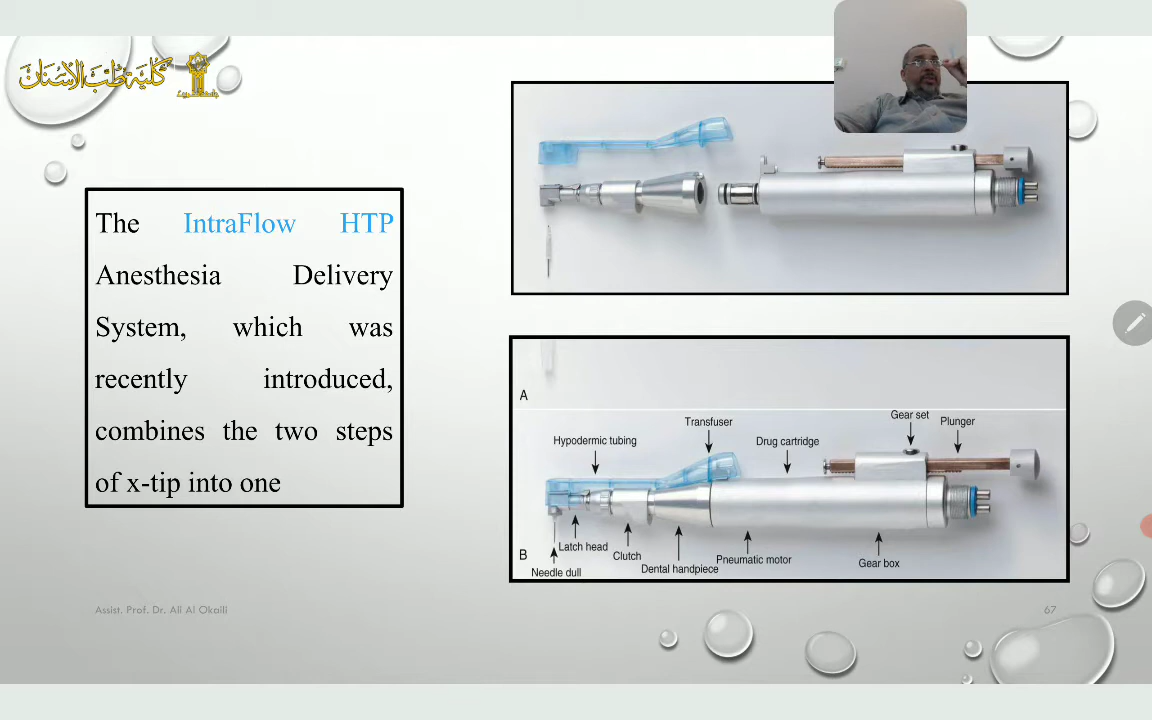 كلية طب الأسنان
The IntraFlow HTP
Anesthesia Delivery
System, which was
recently introduced,
combines the two steps
of x-tip into one
A
Gear set
Transfuser
Plunger
Hypodermic tubing
Drug cartridge
B
Latch head
Clutch
Pneumatic motor
Gear box
Dental handpiece
Needle dull
Assist. Prof. Dr. Ali Al Okaili
67